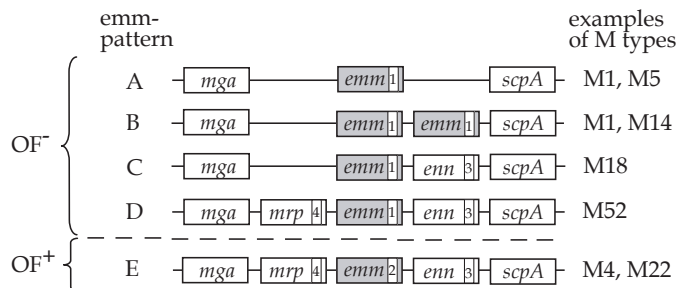 emm-
pattern
examples
of M types
A mga emm 1 scpA M1, M5
B mga emm 1 emm 1 scpA M1, M14
OF-
C mga emm 1 enn 3 scpA M18
D mga mrp 4 emm 1 enn 3 scpA M52
OF+
E mga mrp 4 emm 2 enn 3 scpA M4, M22